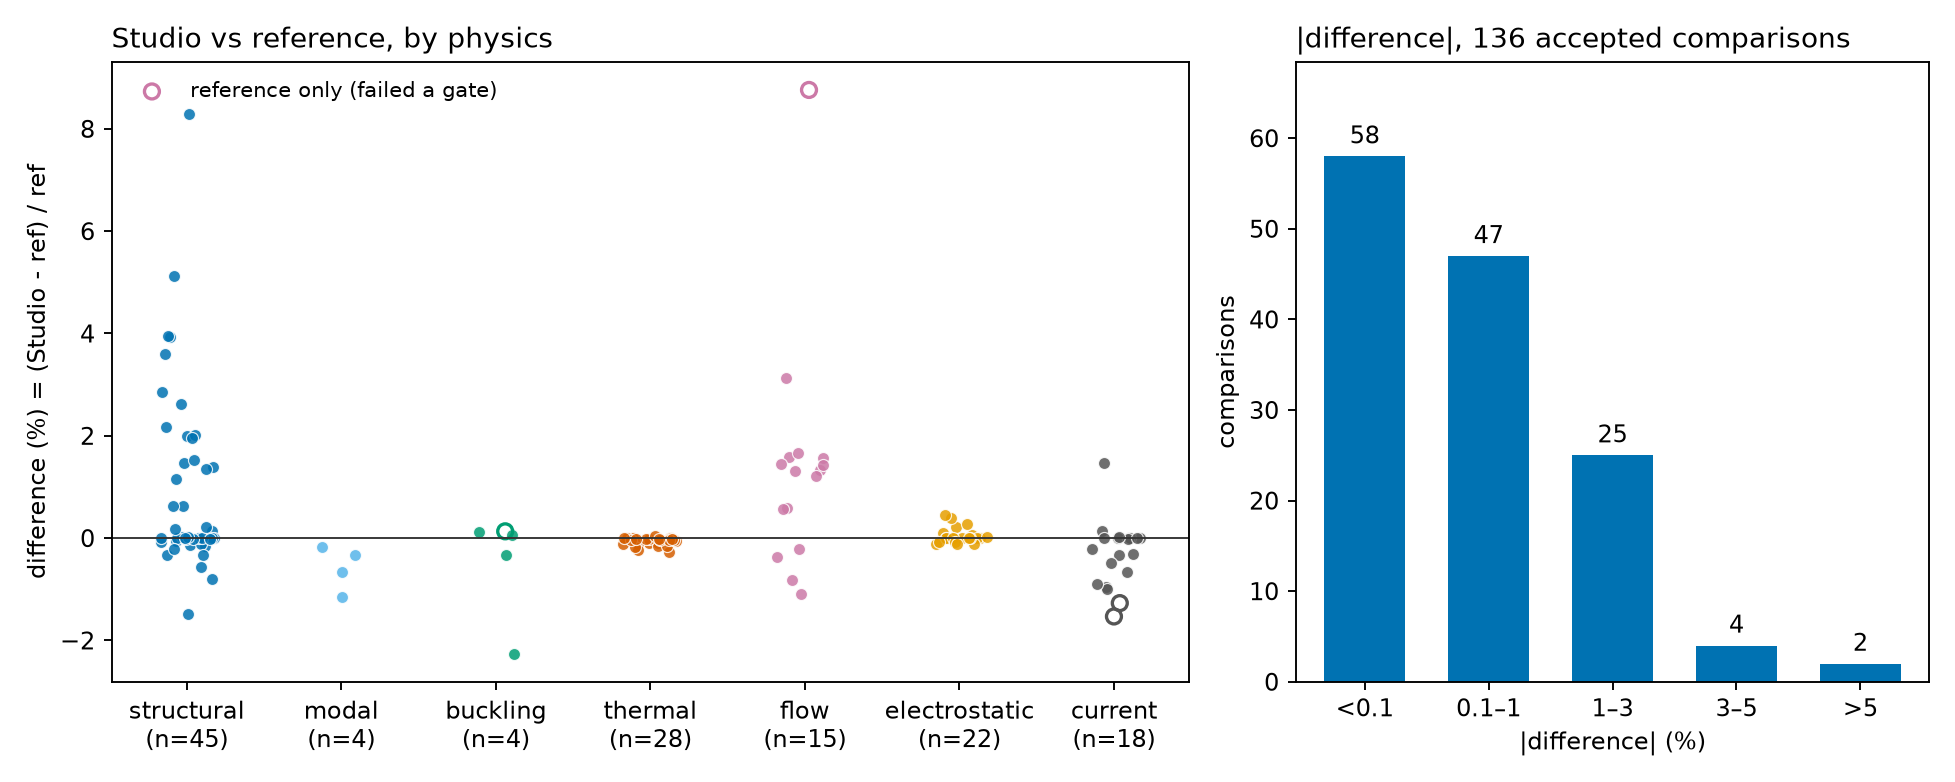 Studio vs reference, by physics
reference only (failed a gate)
difference (%) = (Studio - ref) / ref
8
6
4
2
0
−2
structural
(n=45)
modal
(n=4)
buckling
(n=4)
thermal
(n=28)
flow
(n=15)
electrostatic
(n=22)
current
(n=18)
|difference|, 136 accepted comparisons
comparisons
60
50
40
30
20
10
0
58
47
25
4
2
<0.1
0.1–1
1–3
3–5
>5
|difference| (%)